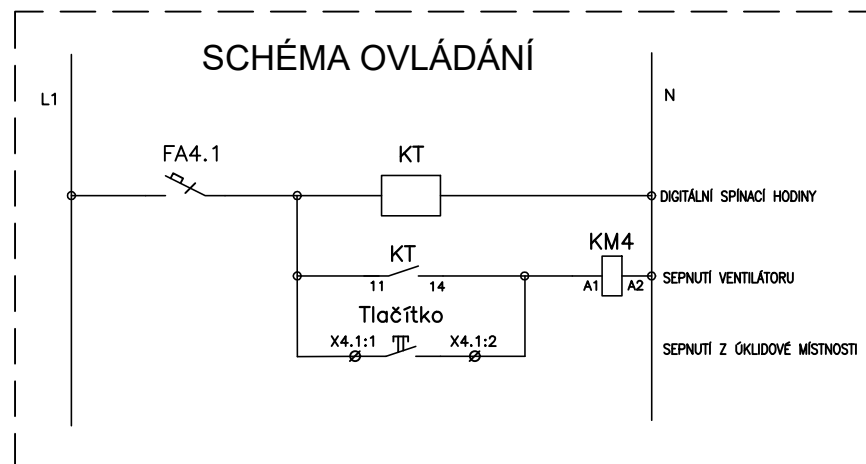 SCHÉMA OVLÁDÁNÍ
L1
N
FA4.1
KT
DIGITÁLNÍ SPÍNACÍ HODINY
KT
KM4
11
14
A1
A2
SEPNUTÍ VENTILÁTORU
Tlačítko
X4.1:1
X4.1:2
SEPNUTÍ Z ÚKLIDOVÉ MÍSTNOSTI